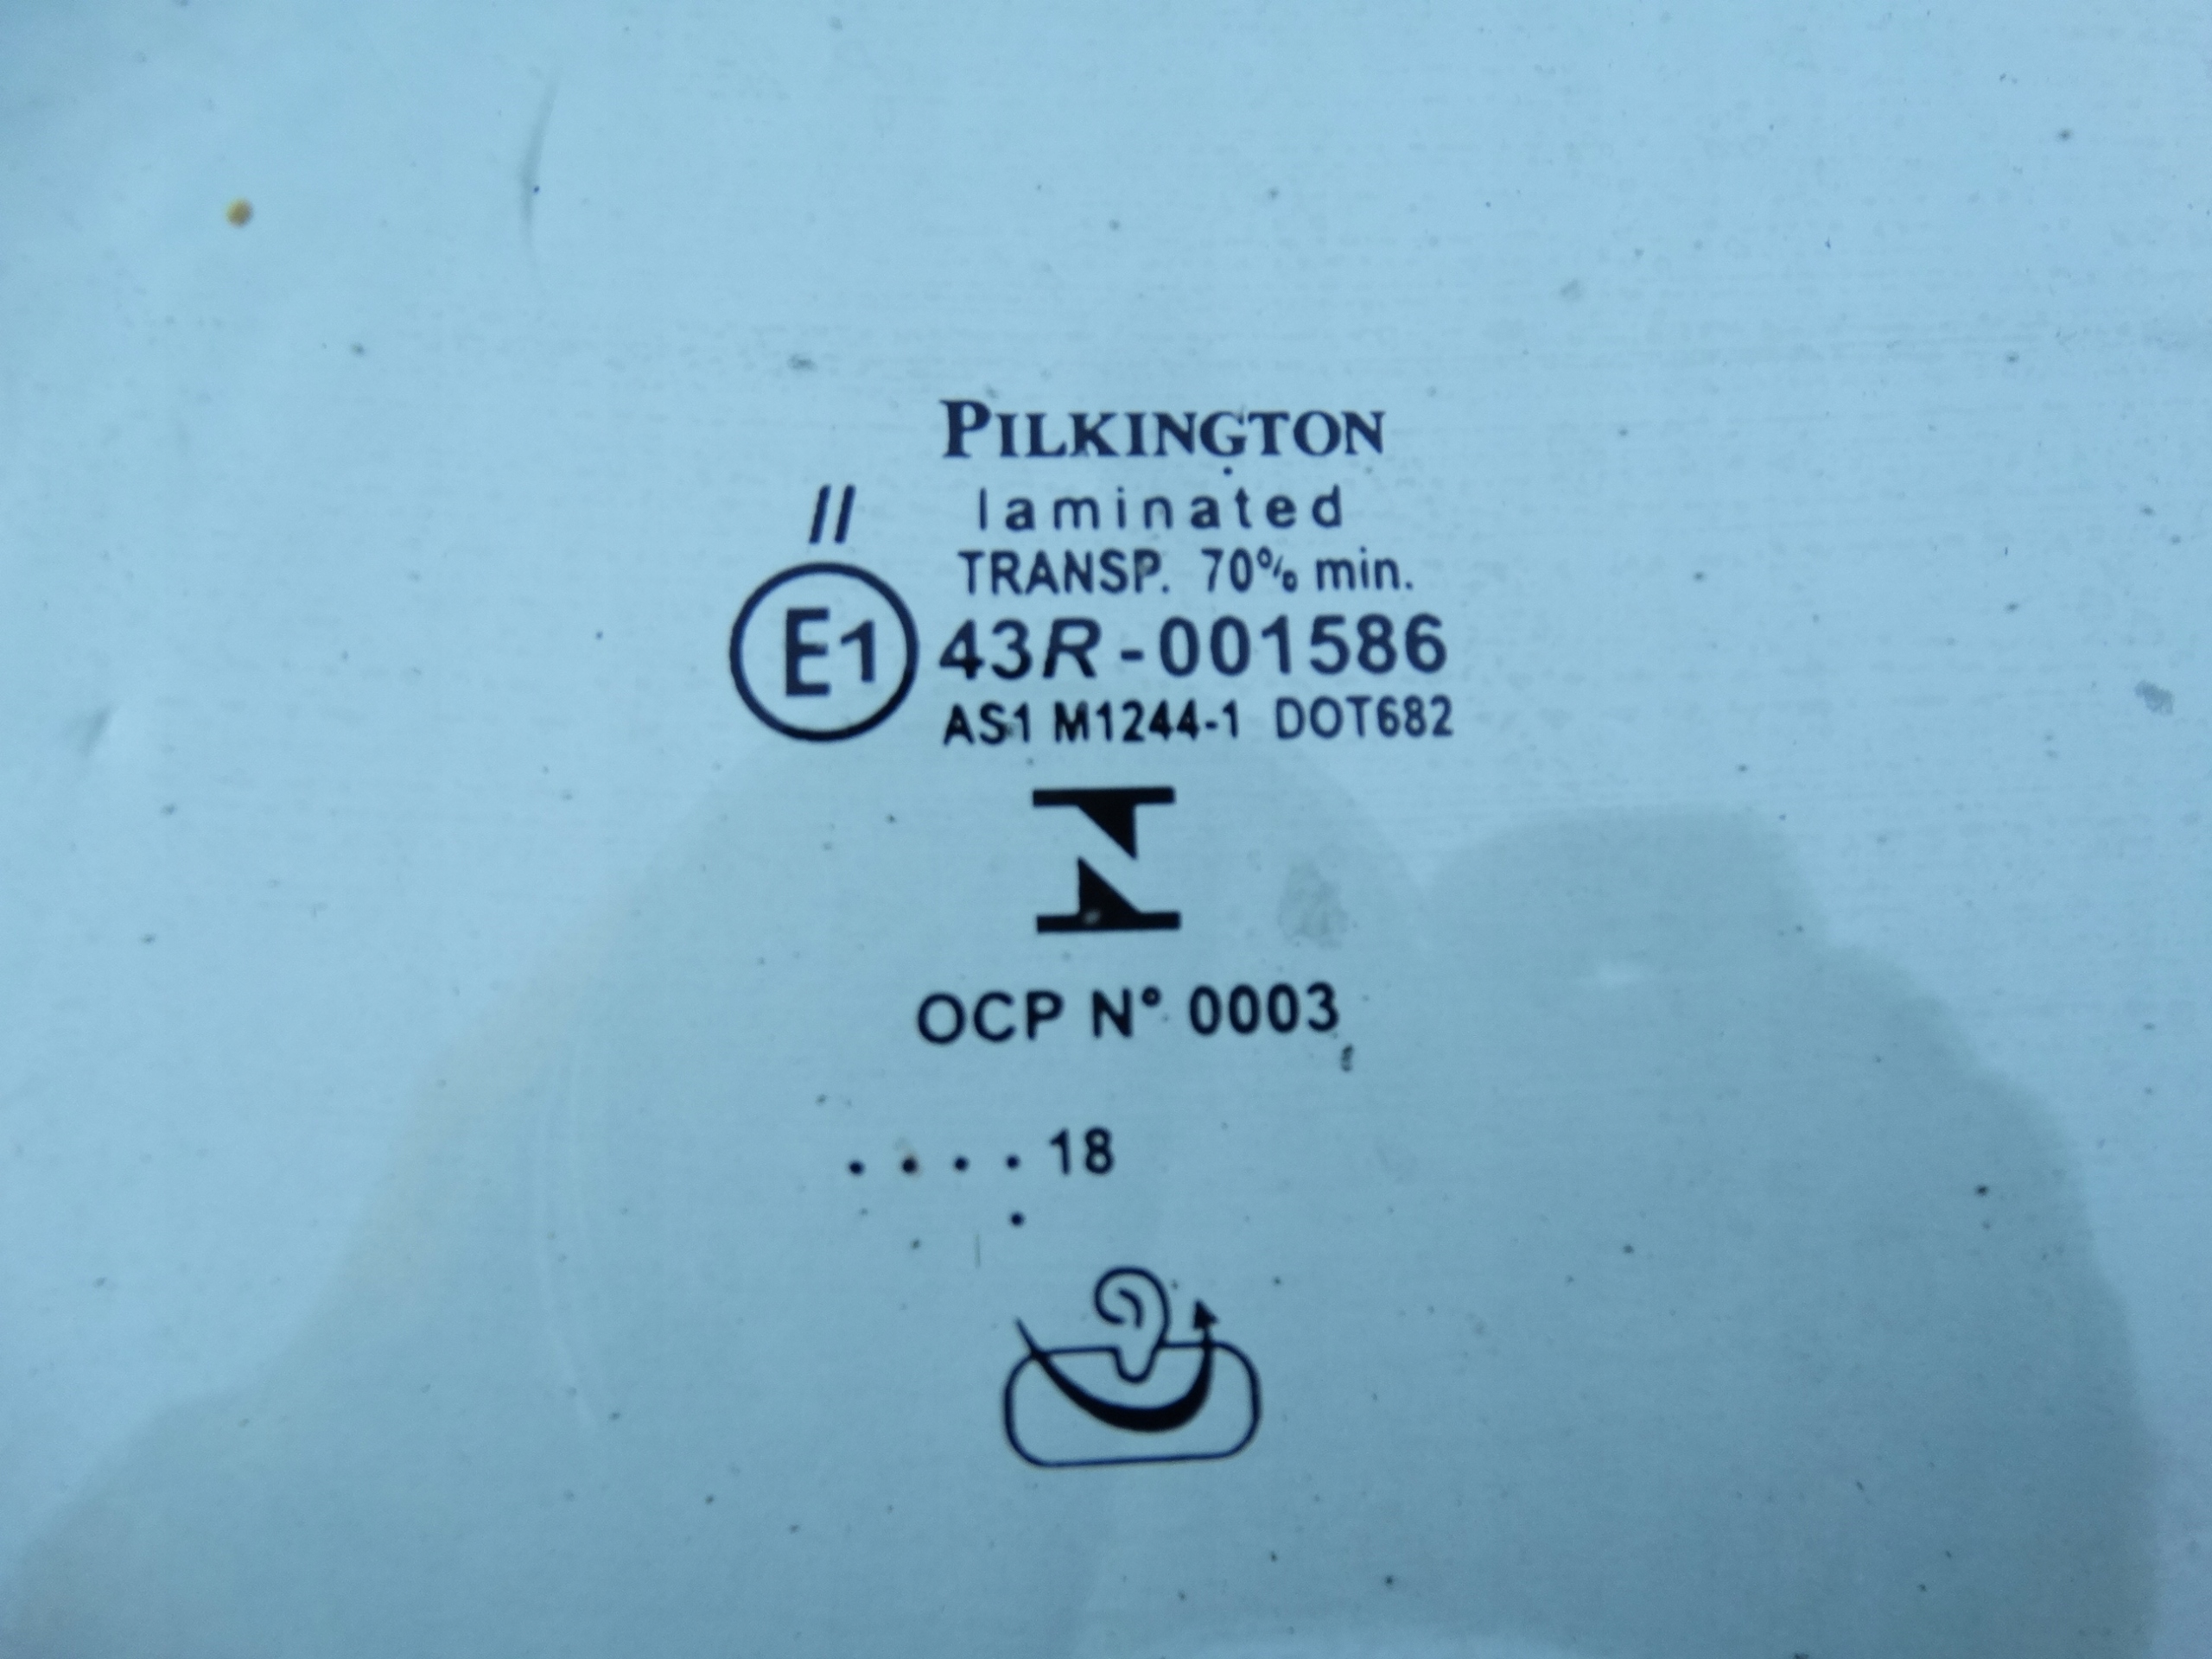 PILKINGTON
// laminated
TRANSP. 70% min.
E1 43R-001586
AS1 M1244-1 DOT682
OCP N° 0003
. . . . 18
.